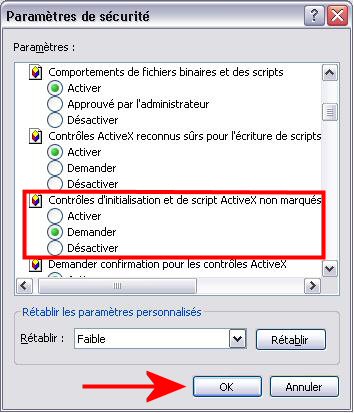 Paramètres de sécurité
Paramètres :
Comportements de fichiers binaires et des scripts
Activer
Approuvé par l'administrateur
Désactiver
Contrôles ActiveX reconnus sûrs pour l'écriture de scripts
Activer
Demander
Désactiver
Contrôles d'initialisation et de script ActiveX non marqués
Activer
Demander
Désactiver
Demander confirmation pour les contrôles ActiveX
Rétablir les paramètres personnalisés
Rétablir : Faible Rétablir
OK Annuler